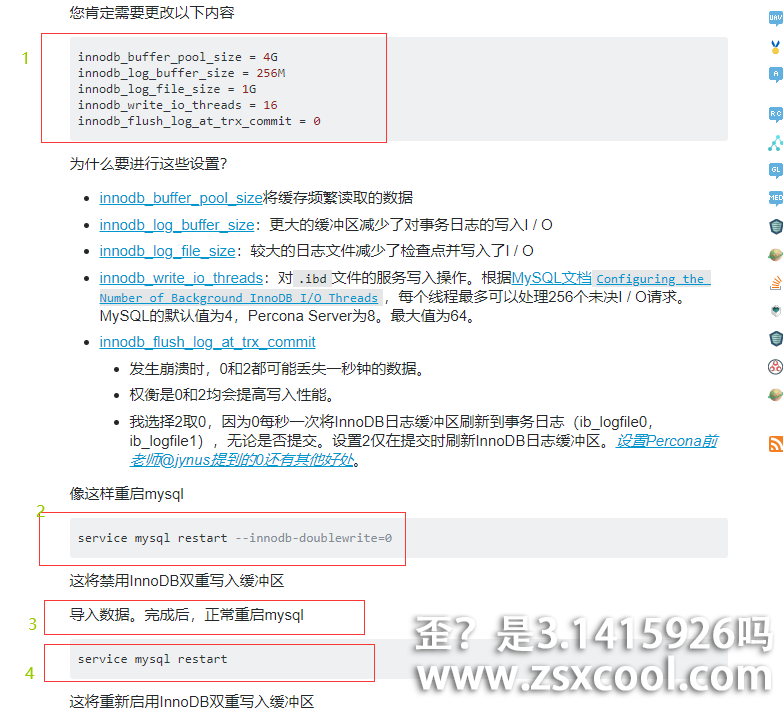 您肯定需要更改以下内容
1
innodb_buffer_pool_size = 4G
innodb_log_buffer_size = 256M
innodb_log_file_size = 1G
innodb_write_io_threads = 16
innodb_flush_log_at_trx_commit = 0
为什么要进行这些设置?
innodb_buffer_pool_size将缓存频繁读取的数据
innodb_log_buffer_size：更大的缓冲区减少了对事务日志的写入I / O
innodb_log_file_size：较大的日志文件减少了检查点并写入了I / O
innodb_write_io_threads：对 .ibd 文件的服务写入操作。根据MySQL文档 Configuring the
Number of Background InnoDB I/O Threads ，每个线程最多可以处理256个未决I / O请求。
MySQL的默认值为4，Percona Server为8。最大值为64。
innodb_flush_log_at_trx_commit
发生崩溃时，0和2都可能丢失一秒钟的数据。
权衡是0和2均会提高写入性能。
我选择2取0，因为0每秒一次将InnoDB日志缓冲区刷新到事务日志（ib_logfile0，
ib_logfile1），无论是否提交。设置2仅在提交时刷新InnoDB日志缓冲区。设置Percona前
老师@jynus提到的0还有其他好处。
像这样重启mysql
2
service mysql restart --innodb-doublewrite=0
这将禁用InnoDB双重写入缓冲区
3
导入数据。完成后，正常重启mysql
4
service mysql restart
这将重新启用InnoDB双重写入缓冲区
歪？是3.1415926吗
www.zsxcool.com
UAV
A
RC
GL
MED